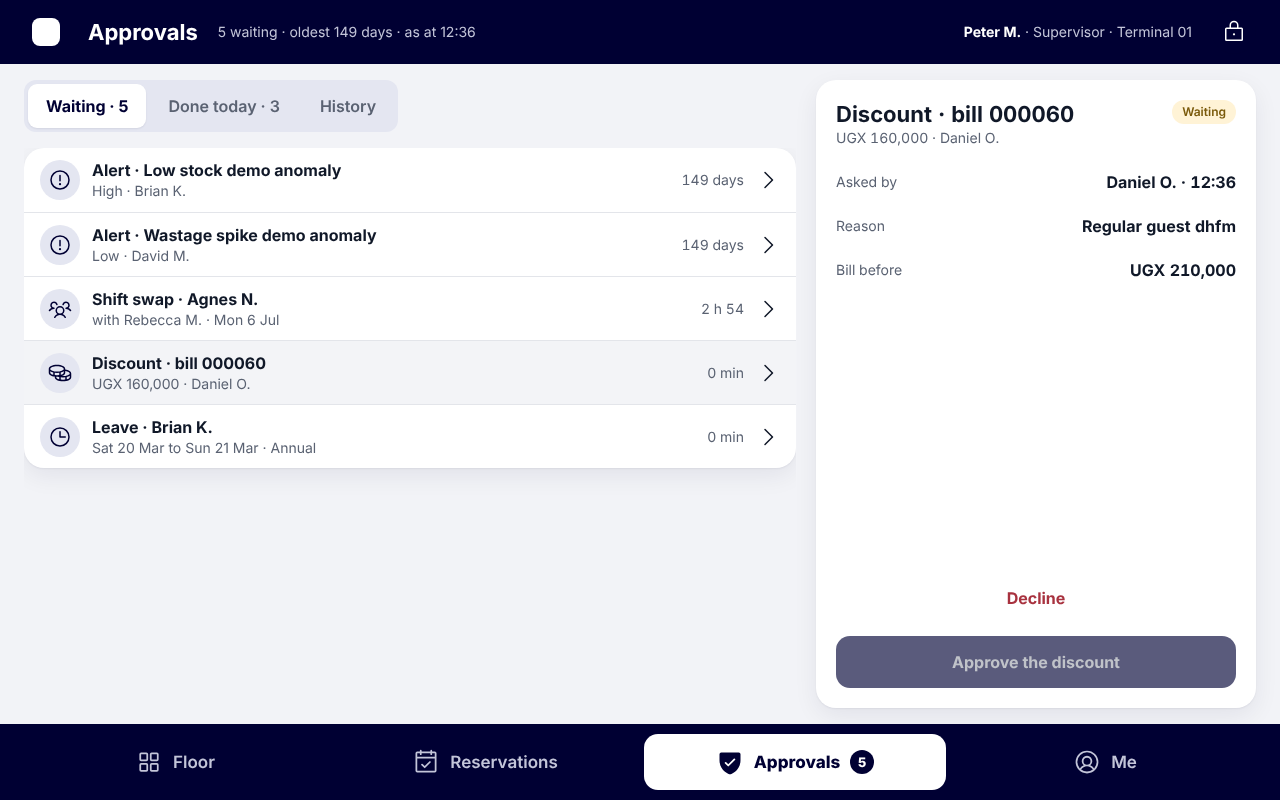 Approvals
5 waiting · oldest 149 days · as at 12:36
Peter M. · Supervisor · Terminal 01
Waiting · 5
Done today · 3
History
Alert · Low stock demo anomaly
High · Brian K.
149 days
Alert · Wastage spike demo anomaly
Low · David M.
149 days
Shift swap · Agnes N.
with Rebecca M. · Mon 6 Jul
2 h 54
Discount · bill 000060
UGX 160,000 · Daniel O.
0 min
Leave · Brian K.
Sat 20 Mar to Sun 21 Mar · Annual
0 min
Discount · bill 000060
Waiting
UGX 160,000 · Daniel O.
Asked by
Daniel O. · 12:36
Reason
Regular guest dhfm
Bill before
UGX 210,000
Decline
Approve the discount
Floor
Reservations
Approvals 5
Me